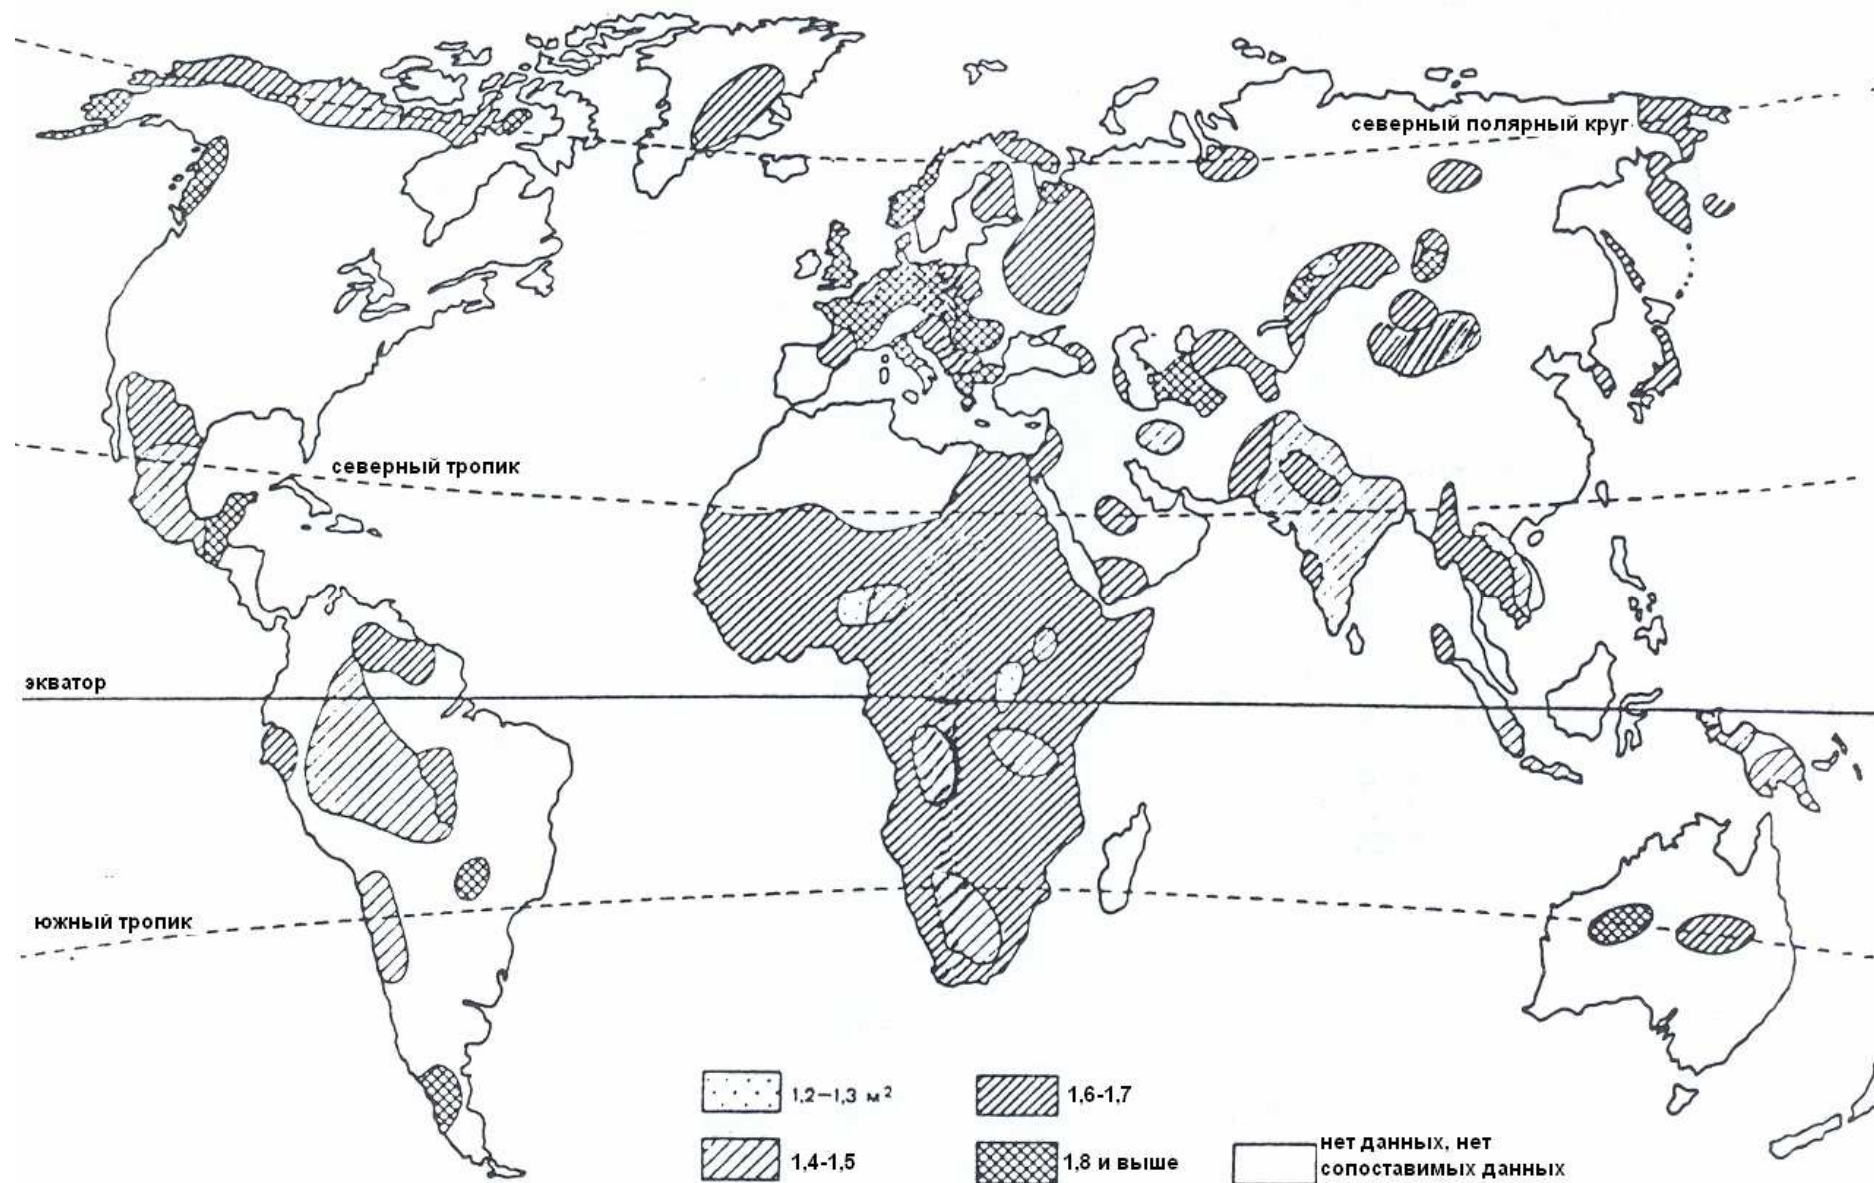 северный полярный круг
северный тропик
экватор
южный тропик
1,2—1,3 м²
1,6-1,7
1,4-1,5
1,8 и выше
нет данных, нет
сопоставимых данных